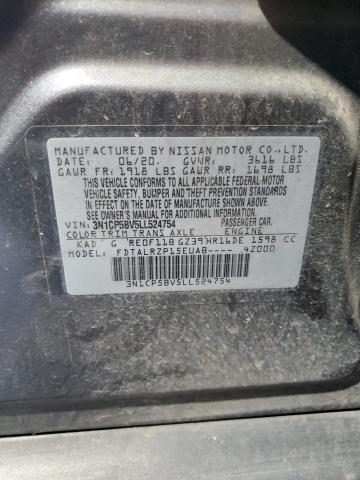 MANUFACTURED BY NISSAN MOTOR CO.,LTD.
DATE: 06/20. GVWR: 3616 LBS
GAWR FR: 1918 LBS GAWR RR: 1698 LBS
THIS VEHICLE CONFORMS TO ALL APPLICABLE FEDERAL MOTOR
VEHICLE SAFETY, BUMPER AND THEFT PREVENTION STANDARDS
IN EFFECT ON THE DATE OF MANUFACTURE SHOWN ABOVE.
SEE OWNER'S MANUAL OR DEALER FOR ADDITIONAL INFORMATION.
VIN: 3N1CP5BV5LL524754 PASSENGER CAR.
COLOR TRIM TRANS AXLE ENGINE
KAD G RE0F11B GZ39 HR16DE 1598 CC
MODEL: FDTALRZP15EUAB---- 4Z000
3N1CP5BV5LL524754